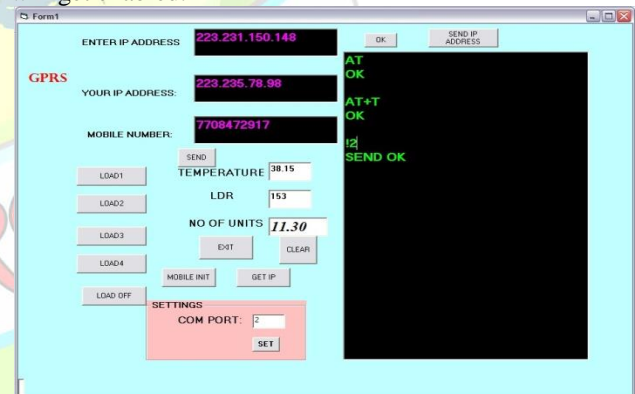 Form1
ENTER IP ADDRESS
223.231.150.148
OK
SEND IP ADDRESS
GPRS
YOUR IP ADDRESS:
223.235.78.98
MOBILE NUMBER:
7708472917
SEND
LOAD1
TEMPERATURE
38.15
LOAD2
LDR
153
LOAD3
NO OF UNITS
11.30
LOAD4
EXIT
CLEAR
MOBILE INIT
GET IP
LOAD OFF
SETTINGS
COM PORT:
2
SET
AT
OK
AT+T
OK
!2
SEND OK